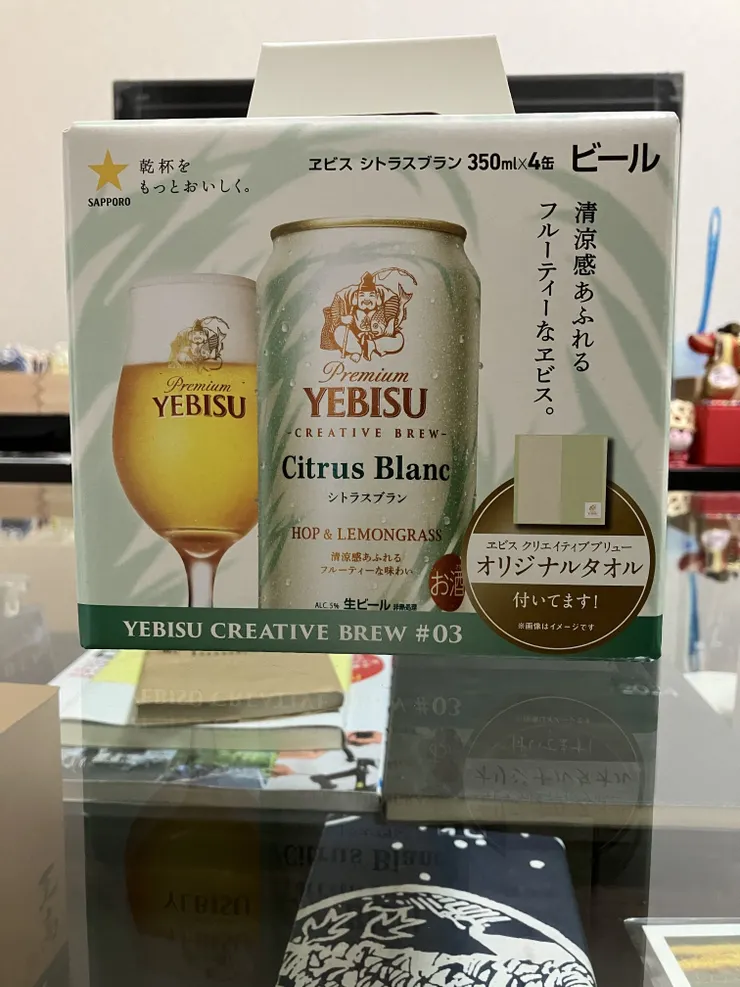 乾杯を
もっとおいしく。
SAPPORO
ヱビス シトラスブラン 350ml×4缶 ビール
清涼感あふれる
フルーティーなヱビス。
Premium
YEBISU
Premium
YEBISU
-CREATIVE BREW-
Citrus Blanc
シトラスブラン
HOP & LEMONGRASS
清涼感あふれる
フルーティーな味わい
お酒
ALC.5% 生ビール 非熱処理
ヱビス クリエイティブブリュー
オリジナルタオル
付いてます!
※画像はイメージです
YEBISU CREATIVE BREW #03